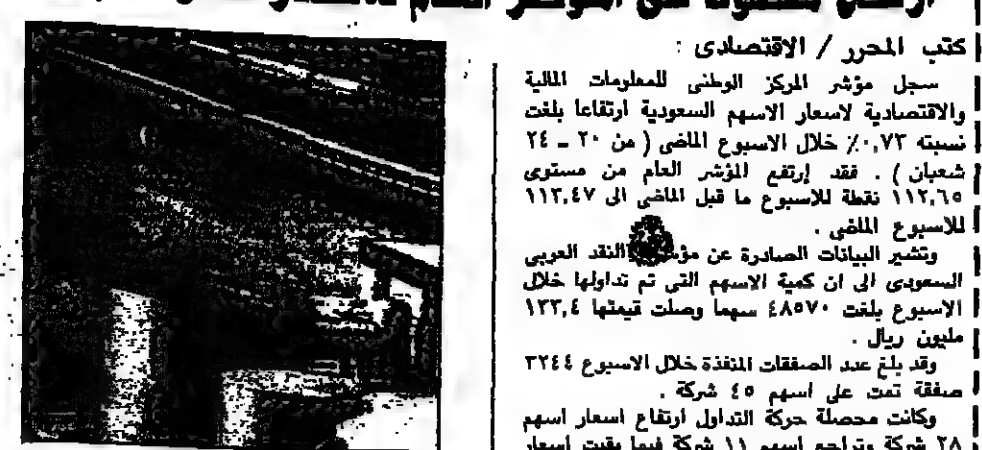 كتب المحرر / الاقتصادى :
سجل مؤشر المركز الوطنى للمعلومات المالية
والاقتصادية لاسعار الاسهم السعودية ارتفاعا بلغت
نسبته ٠,٧٣٪ خلال الاسبوع الماضى ( من ٢٠ ـ ٢٤
شعبان ) . فقد إرتفع المؤشر العام من مستوى
١١٢,٦٥ نقطة للاسبوع ما قبل الماضى الى ١١٣,٤٧
للاسبوع الماضى .
وتشير البيانات الصادرة عن النقد العربى
السعودى الى ان كمية الاسهم التى تم تداولها خلال
الاسبوع بلغت ٤٨٥٧٠ سهما وصلت قيمتها ١٣٣,٤
مليون ريال .
وقد بلغ عدد الصفقات المنفذة خلال الاسبوع ٣٢٤٤
صفقة تمت على اسهم ٤٥ شركة .
وكانت محصلة حركة التداول ارتفاع اسعار اسهم
٢٨ شركة وتراجع اسهم ١١ شركة فيما بقيت اسعار